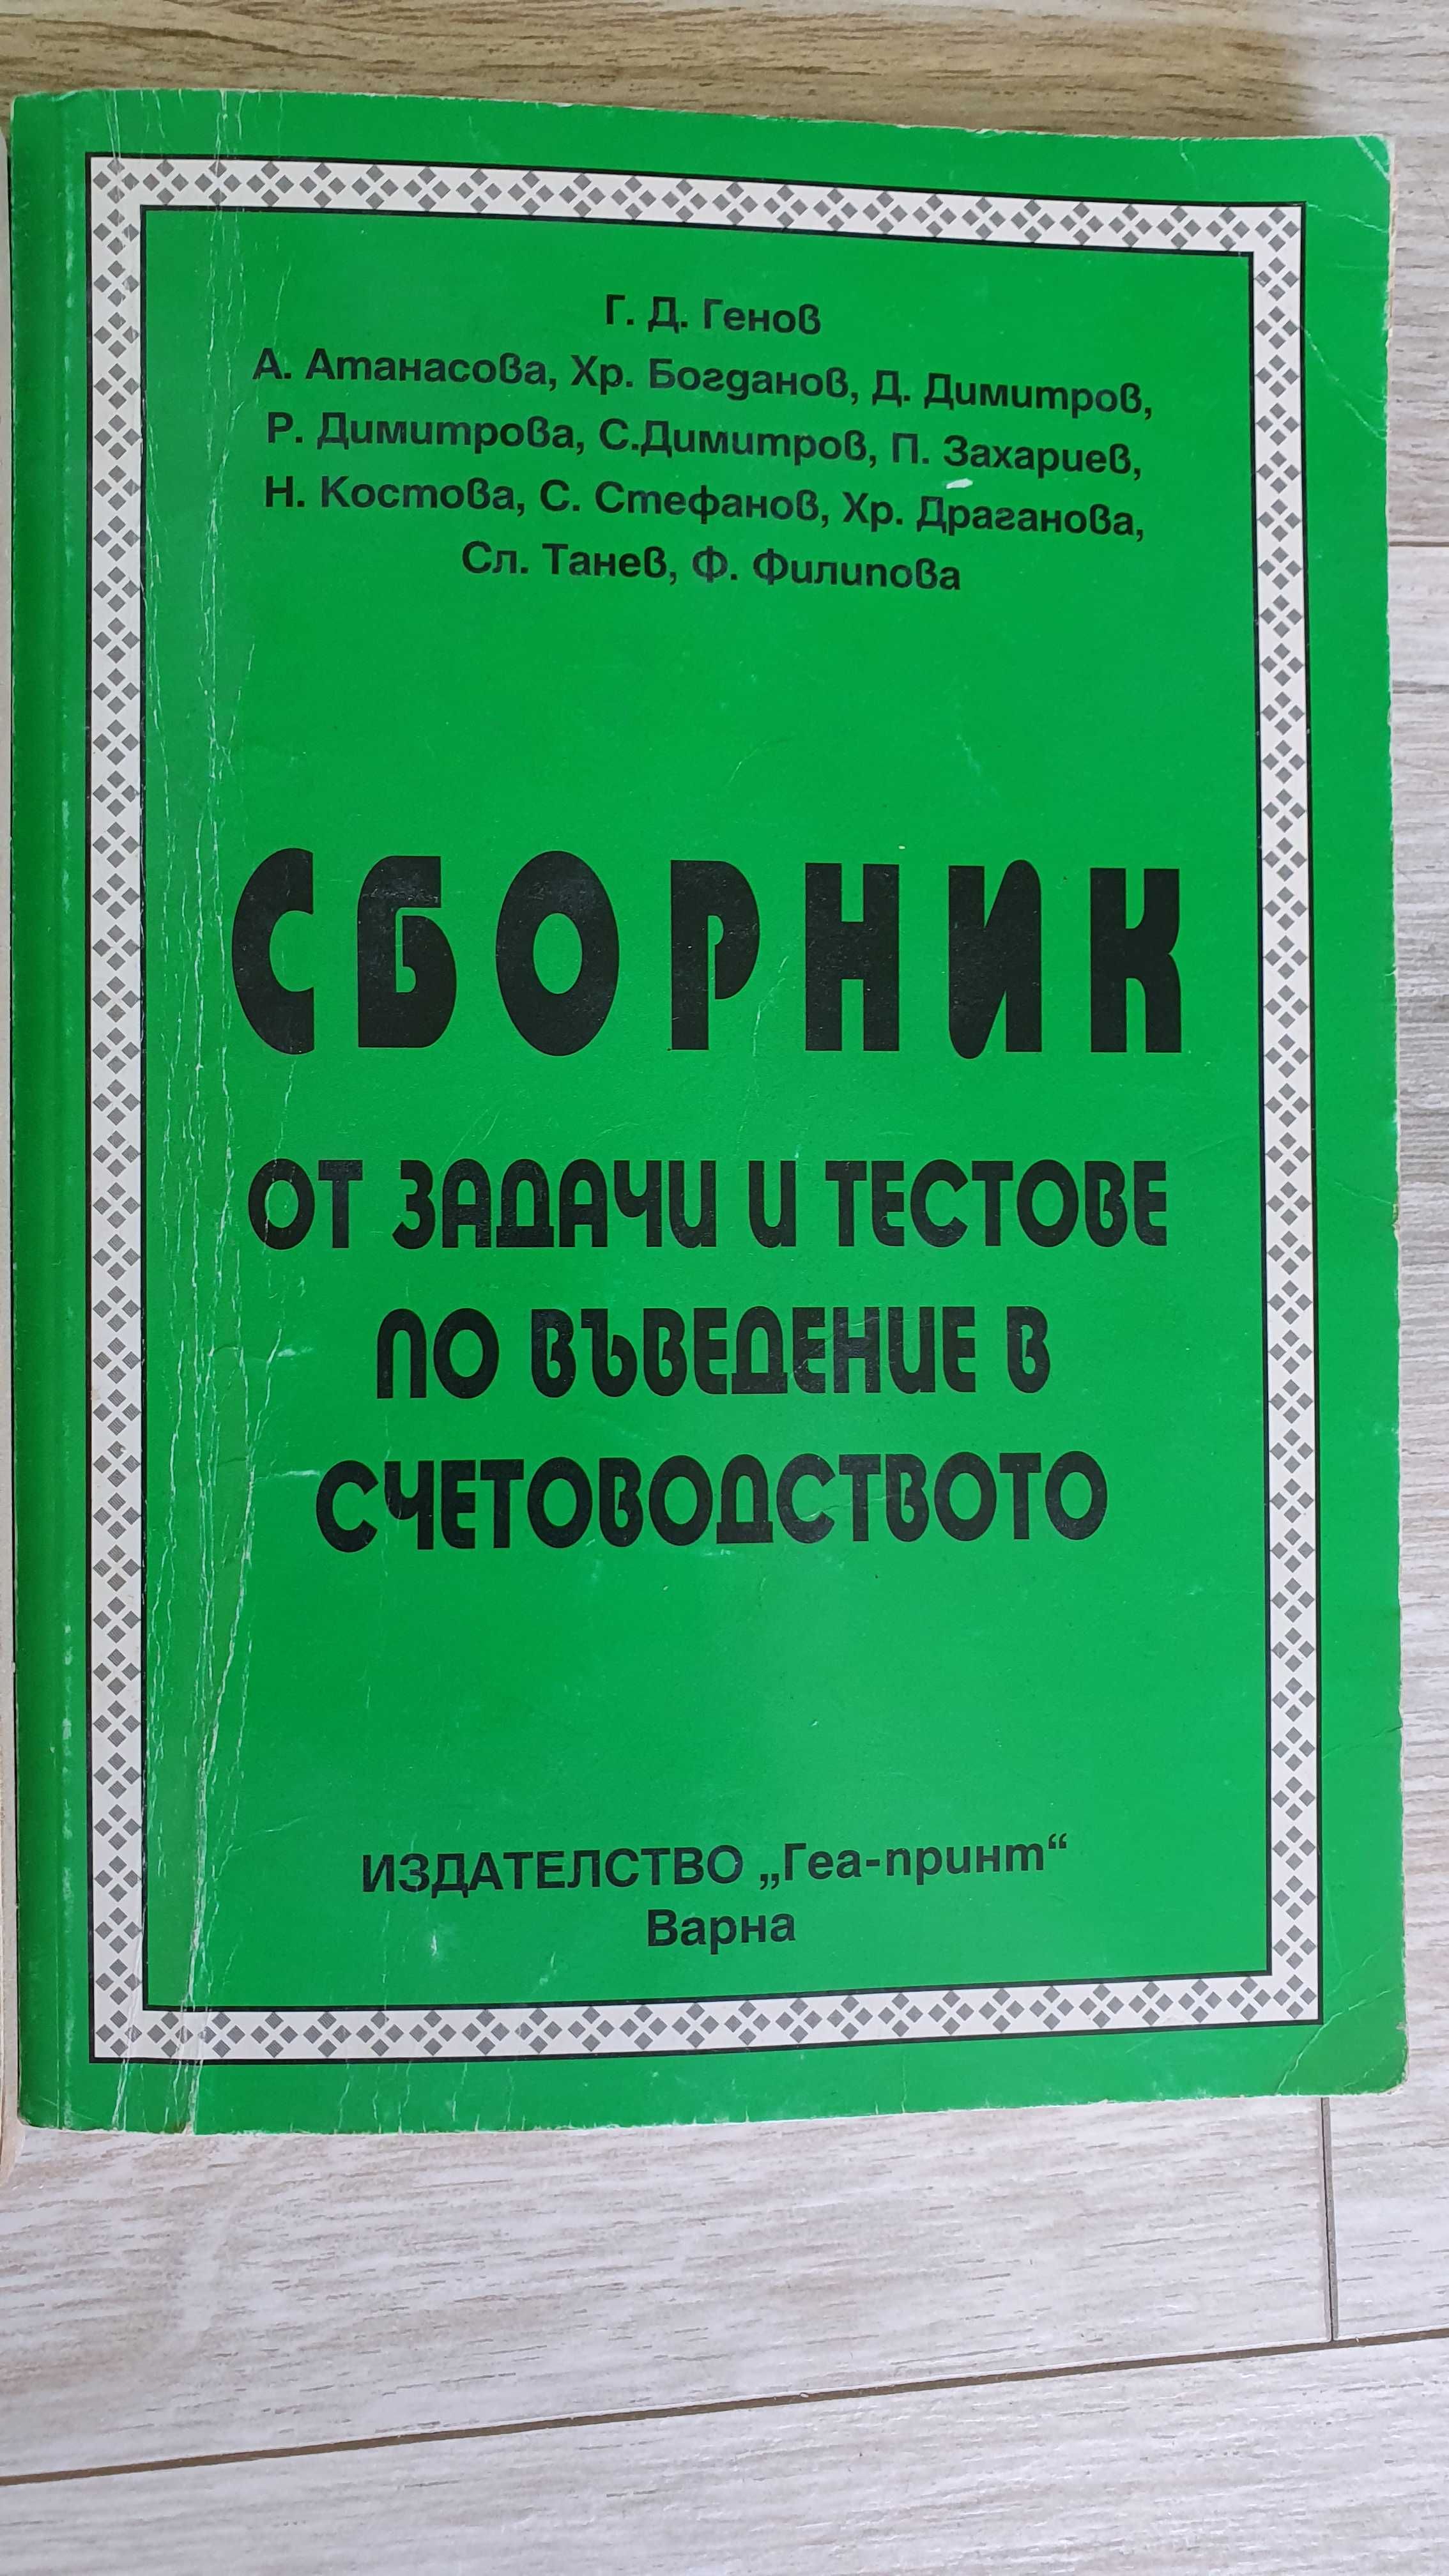 Г. Д. Генов
А. Атанасова, Хр. Богданов, Д. Димитров,
Р. Димитрова, С.Димитров, П. Захариев,
Н. Костова, С. Стефанов, Хр. Драганова,
Сл. Танев, Ф. Филипова
СБОРНИК
ОТ ЗАДАЧИ И ТЕСТОВЕ
ПО ВЪВЕДЕНИЕ В
СЧЕТОВОДСТВОТО
ИЗДАТЕЛСТВО „Геа-принт“
Варна